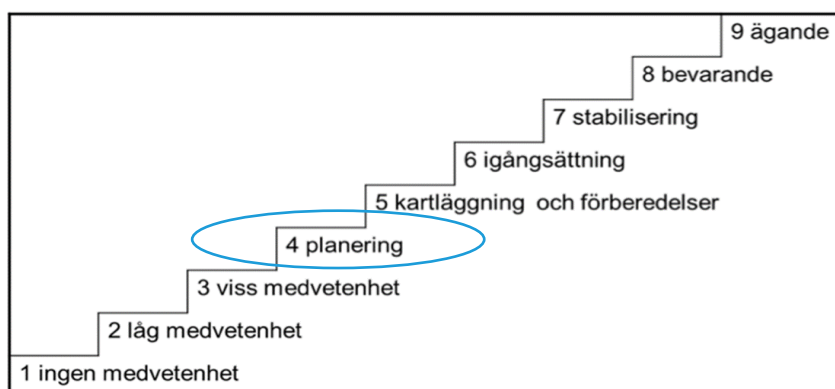 9 ägande
8 bevarande
7 stabilisering
6 igångsättning
5 kartläggning och förberedelser
4 planering
3 viss medvetenhet
2 låg medvetenhet
1 ingen medvetenhet